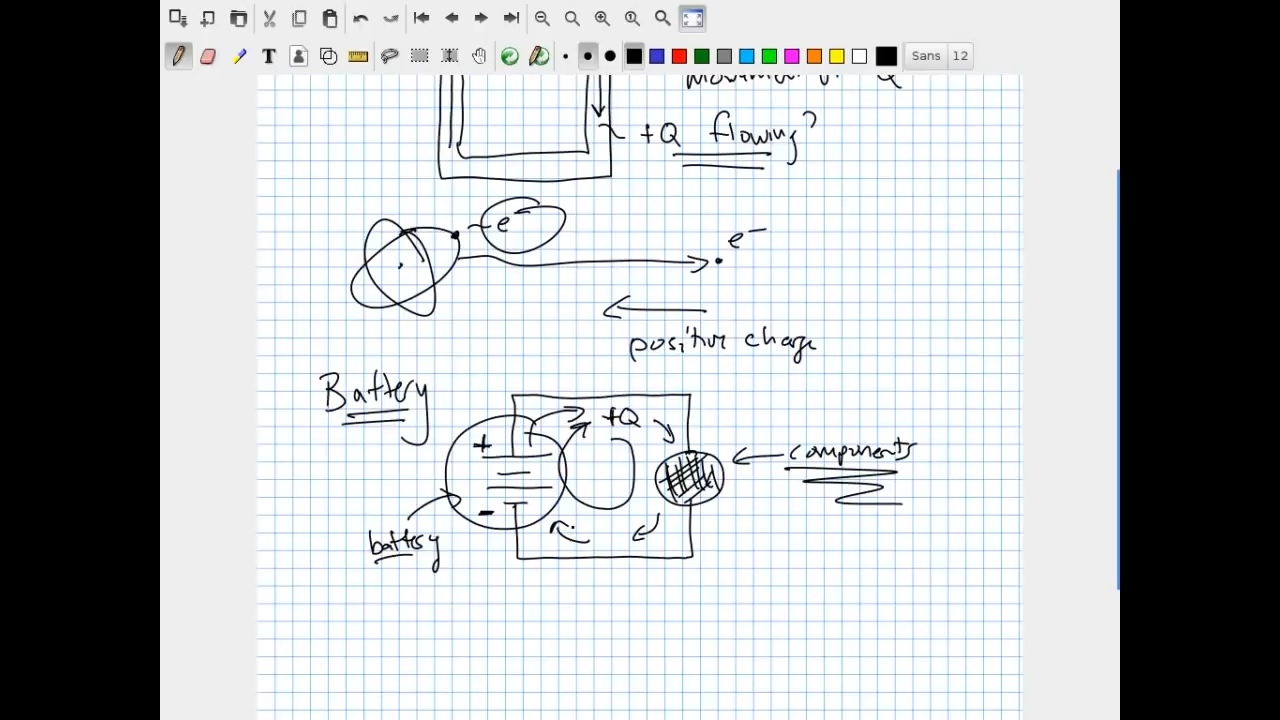 Sans 12
+Q flowing?
e⁻
e⁻
positive charge
Battery
+ +Q
components
-
battery